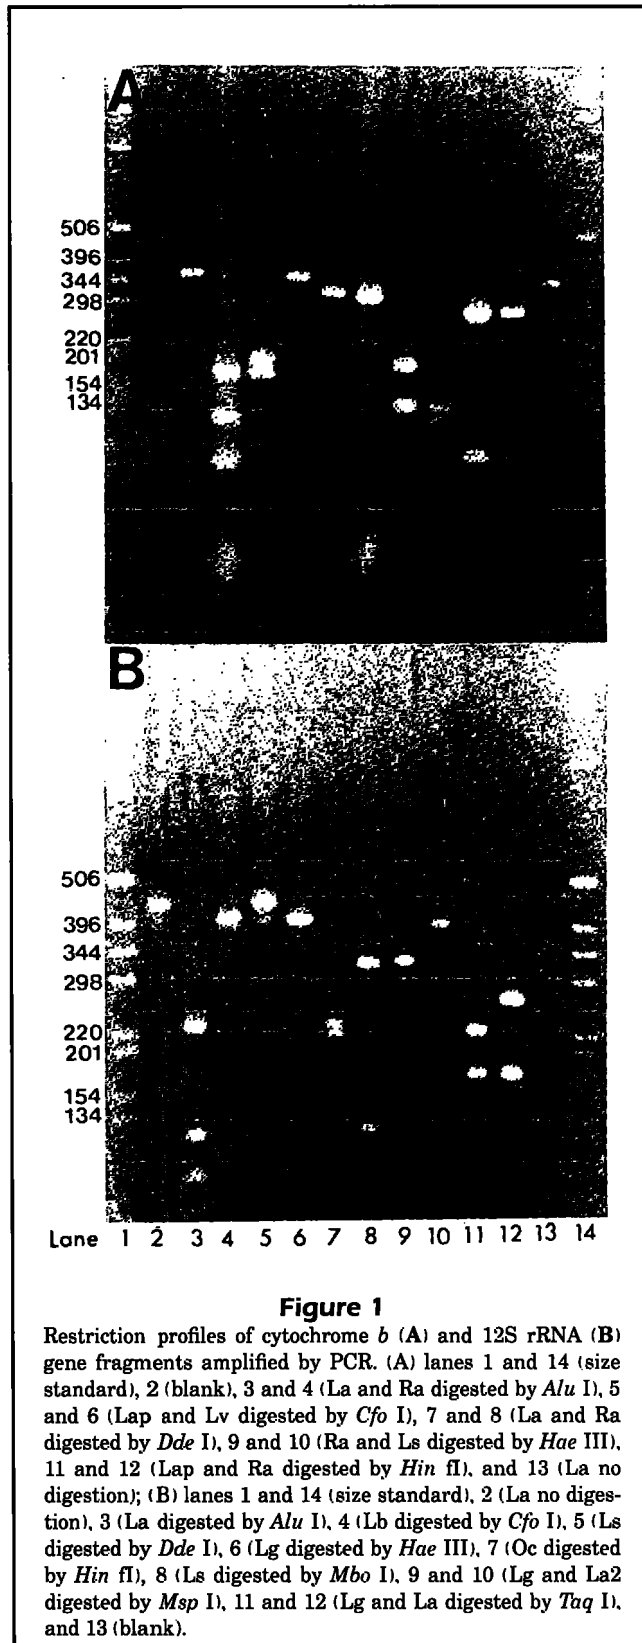 A
506
396
344
298
220
201
154
134
B
506
396
344
298
220
201
154
134
Lane 1 2 3 4 5 6 7 8 9 10 11 12 13 14
Figure 1
Restriction profiles of cytochrome b (A) and 12S rRNA (B)
gene fragments amplified by PCR. (A) lanes 1 and 14 (size
standard), 2 (blank), 3 and 4 (La and Ra digested by Alu I), 5
and 6 (Lap and Lv digested by Cfo I), 7 and 8 (La and Ra
digested by Dde I), 9 and 10 (Ra and Ls digested by Hae III),
11 and 12 (Lap and Ra digested by Hin fI), and 13 (La no
digestion); (B) lanes 1 and 14 (size standard), 2 (La no diges-
tion), 3 (La digested by Alu I), 4 (Lb digested by Cfo I), 5 (Ls
digested by Dde I), 6 (Lg digested by Hae III), 7 (Oc digested
by Hin fI), 8 (Ls digested by Mbo I), 9 and 10 (Lg and La2
digested by Msp I), 11 and 12 (Lg and La digested by Taq I),
and 13 (blank).